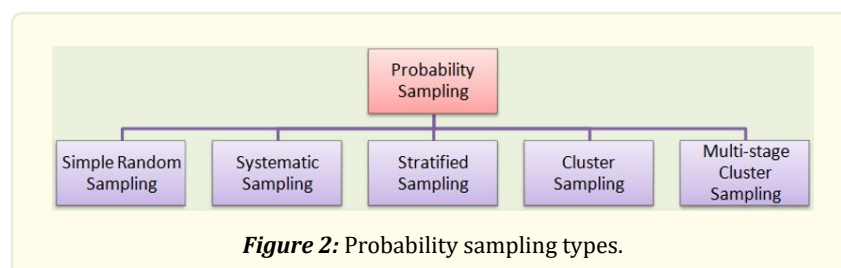 Probability
Sampling
Simple Random
Sampling
Systematic
Sampling
Stratified
Sampling
Cluster
Sampling
Multi-stage
Cluster
Sampling
Figure 2: Probability sampling types.